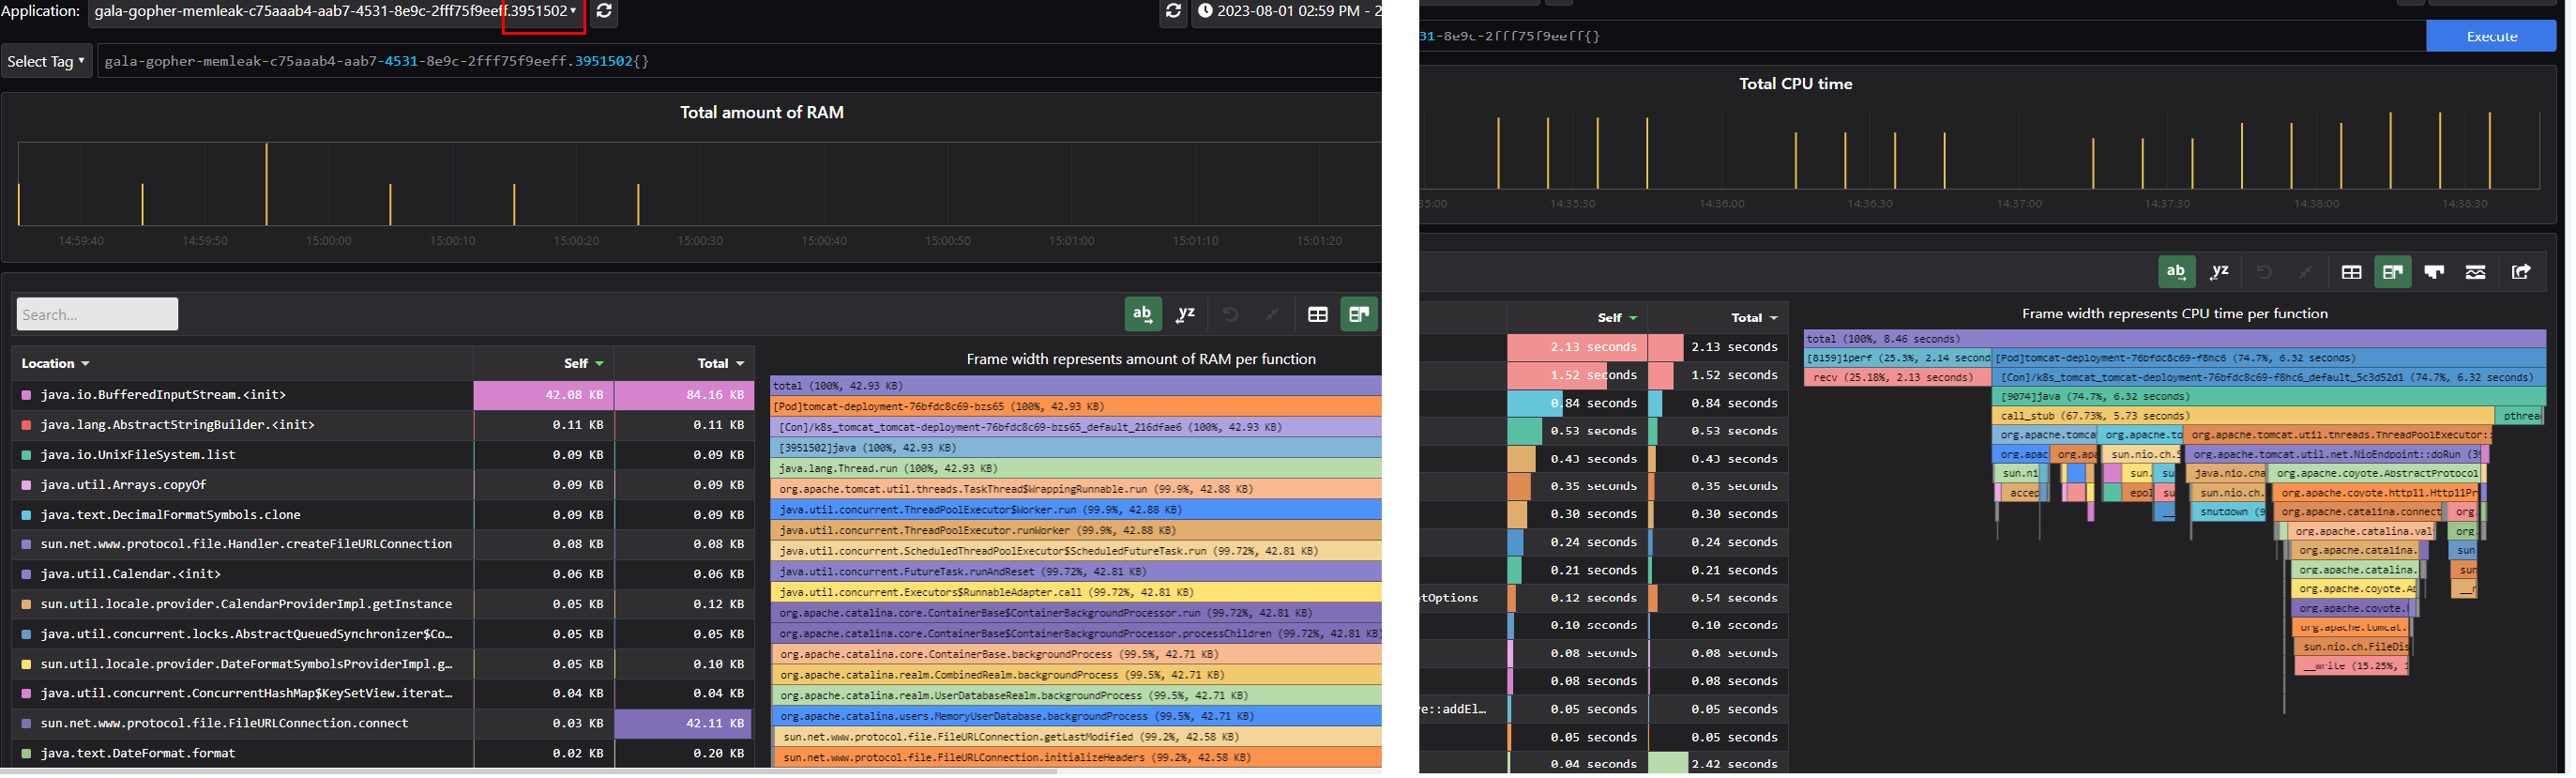 Application: gala-gopher-memleak-c75aaab4-aab7-4531-8e9c-2fff75f9eeff.3951502
2023-08-01 02:59 PM - 2
Select Tag gala-gopher-memleak-c75aaab4-aab7-4531-8e9c-2fff75f9eeff.3951502{}
Total amount of RAM
14:59:40 14:59:50 15:00:00 15:00:10 15:00:20 15:00:30 15:00:40 15:00:50 15:01:00 15:01:10 15:01:20
Search...
ab yz
Location Self Total
java.io.BufferedInputStream.<init> 42.08 KB 84.16 KB
java.lang.AbstractStringBuilder.<init> 0.11 KB 0.11 KB
java.io.UnixFileSystem.list 0.09 KB 0.09 KB
java.util.Arrays.copyOf 0.09 KB 0.09 KB
java.text.DecimalFormatSymbols.clone 0.09 KB 0.09 KB
sun.net.www.protocol.file.Handler.createFileURLConnection 0.08 KB 0.08 KB
java.util.Calendar.<init> 0.06 KB 0.06 KB
sun.util.locale.provider.CalendarProviderImpl.getInstance 0.05 KB 0.12 KB
java.util.concurrent.locks.AbstractQueuedSynchronizer$Co… 0.05 KB 0.05 KB
sun.util.locale.provider.DateFormatSymbolsProviderImpl.g… 0.05 KB 0.10 KB
java.util.concurrent.ConcurrentHashMap$KeySetView.iterat… 0.04 KB 0.04 KB
sun.net.www.protocol.file.FileURLConnection.connect 0.03 KB 42.11 KB
java.text.DateFormat.format 0.02 KB 0.20 KB
Frame width represents amount of RAM per function
total (100%, 42.93 KB)
[Pod]tomcat-deployment-76bfdc8c69-bzs65 (100%, 42.93 KB)
[Con]/k8s_tomcat_tomcat-deployment-76bfdc8c69-bzs65_default_216dfae6 (100%, 42.93 KB)
[3951502]java (100%, 42.93 KB)
java.lang.Thread.run (100%, 42.93 KB)
org.apache.tomcat.util.threads.TaskThread$WrappingRunnable.run (99.9%, 42.88 KB)
java.util.concurrent.ThreadPoolExecutor$Worker.run (99.9%, 42.88 KB)
java.util.concurrent.ThreadPoolExecutor.runWorker (99.9%, 42.88 KB)
java.util.concurrent.ScheduledThreadPoolExecutor$ScheduledFutureTask.run (99.72%, 42.81 KB)
java.util.concurrent.FutureTask.runAndReset (99.72%, 42.81 KB)
java.util.concurrent.Executors$RunnableAdapter.call (99.72%, 42.81 KB)
org.apache.catalina.core.ContainerBase$ContainerBackgroundProcessor.run (99.72%, 42.81 KB)
org.apache.catalina.core.ContainerBase$ContainerBackgroundProcessor.processChildren (99.72%, 42.81 KB)
org.apache.catalina.core.ContainerBase.backgroundProcess (99.5%, 42.71 KB)
org.apache.catalina.realm.CombinedRealm.backgroundProcess (99.5%, 42.71 KB)
org.apache.catalina.realm.UserDatabaseRealm.backgroundProcess (99.5%, 42.71 KB)
org.apache.catalina.users.MemoryUserDatabase.backgroundProcess (99.5%, 42.71 KB)
sun.net.www.protocol.file.FileURLConnection.getLastModified (99.2%, 42.58 KB)
sun.net.www.protocol.file.FileURLConnection.initializeHeaders (99.2%, 42.58 KB)
31-8e9c-2fff75f9eeff{}
Execute
Total CPU time
35:00 14:35:30 14:36:00 14:36:30 14:37:00 14:37:30 14:38:00 14:38:30
ab yz
Self Total
2.13 seconds 2.13 seconds
1.52 seconds 1.52 seconds
0.84 seconds 0.84 seconds
0.53 seconds 0.53 seconds
0.43 seconds 0.43 seconds
0.35 seconds 0.35 seconds
0.30 seconds 0.30 seconds
0.24 seconds 0.24 seconds
0.21 seconds 0.21 seconds
tOptions 0.12 seconds 0.54 seconds
0.10 seconds 0.10 seconds
0.08 seconds 0.08 seconds
0.08 seconds 0.08 seconds
e::addEl… 0.05 seconds 0.05 seconds
0.05 seconds 0.05 seconds
0.04 seconds 2.42 seconds
Frame width represents CPU time per function
total (100%, 8.46 seconds)
[8159]iperf (25.3%, 2.14 second [Pod]tomcat-deployment-76bfdc8c69-f8hc6 (74.7%, 6.32 seconds)
recv (25.18%, 2.13 seconds) [Con]/k8s_tomcat_tomcat-deployment-76bfdc8c69-f8hc6_default_5c3d52d1 (74.7%, 6.32 seconds)
[9074]java (74.7%, 6.32 seconds)
call_stub (67.73%, 5.73 seconds) pthrea
org.apache.tomca org.apache.to org.apache.tomcat.util.threads.ThreadPoolExecutor::
org.apac org.apa sun.nio.ch.S org.apache.tomcat.util.net.NioEndpoint::doRun (3
sun.ni sun. su java.nio.cha org.apache.coyote.AbstractProtocol
accep epol su sun.nio.ch. org.apache.coyote.http11.Http11Pr
shutdown (9 org.apache.catalina.connect org.
org.apache.catalina.val org
org.apache.catalina. sun
org.apache.catalina. sun
org.apache.coyote.Ab __r
org.apache.coyote.
org.apache.tomcat.
sun.nio.ch.FileDis
__write (15.25%, 1